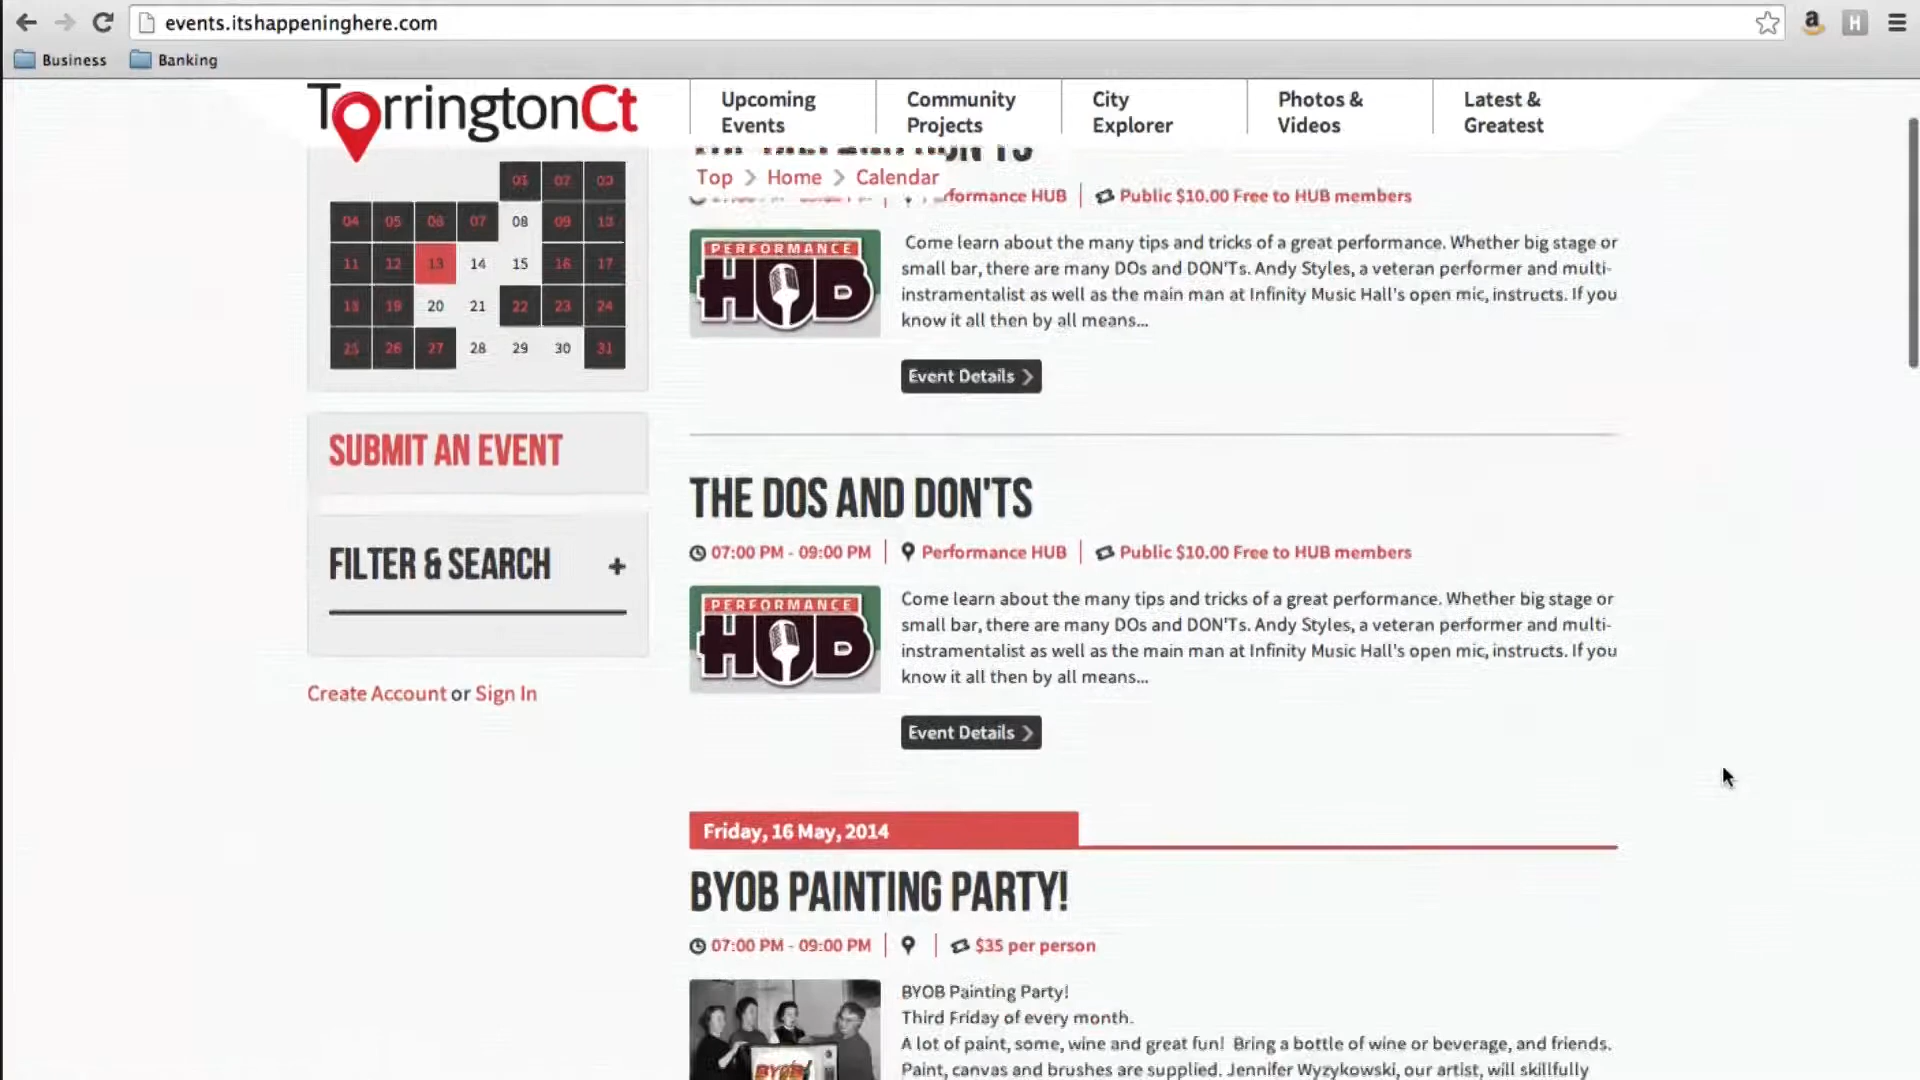 events.itshappeninghere.com
Business
Banking
TorringtonCt
Upcoming Events
Community Projects
City Explorer
Photos & Videos
Latest & Greatest
Top > Home > Calendar
04 05 06 07 08 09
11 12 13 14 15 16 17
18 19 20 21 22 23 24
25 26 27 28 29 30 31
SUBMIT AN EVENT
FILTER & SEARCH +
Create Account or Sign In
Performance HUB
Public $10.00 Free to HUB members
PERFORMANCE
HUB
Come learn about the many tips and tricks of a great performance. Whether big stage or
small bar, there are many DOs and DON'Ts. Andy Styles, a veteran performer and multi-
instramentalist as well as the main man at Infinity Music Hall's open mic, instructs. If you
know it all then by all means...
Event Details >
THE DOS AND DON'TS
07:00 PM - 09:00 PM | Performance HUB | Public $10.00 Free to HUB members
PERFORMANCE
HUB
Come learn about the many tips and tricks of a great performance. Whether big stage or
small bar, there are many DOs and DON'Ts. Andy Styles, a veteran performer and multi-
instramentalist as well as the main man at Infinity Music Hall's open mic, instructs. If you
know it all then by all means...
Event Details >
Friday, 16 May, 2014
BYOB PAINTING PARTY!
07:00 PM - 09:00 PM | | $35 per person
BYOB Painting Party!
Third Friday of every month.
A lot of paint, some, wine and great fun! Bring a bottle of wine or beverage, and friends.
Paint, canvas and brushes are supplied. Jennifer Wyzykowski, our artist, will skillfully